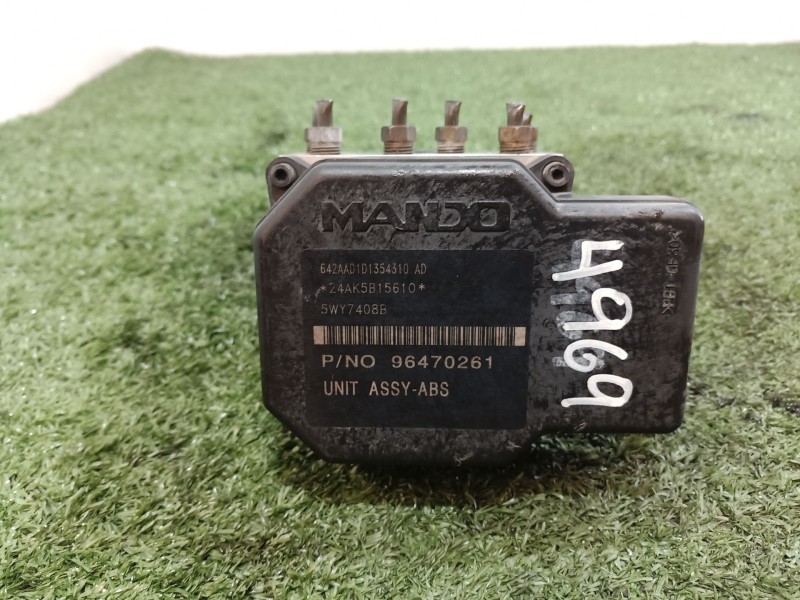 MANDO
642AAD1D1354310 AD
*24AK5B15610*
5WY7408B
P/NO 96470261
UNIT ASSY-ABS
4969